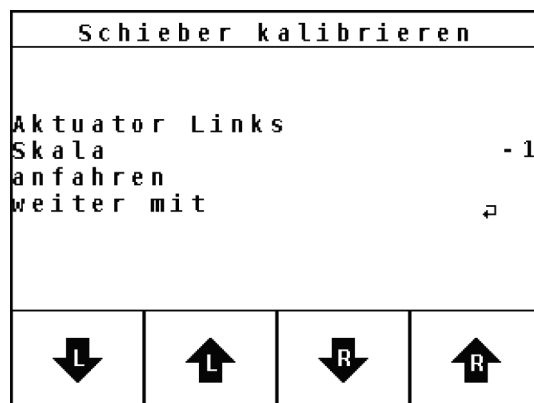 Schieber kalibrieren
Aktuator Links
Skala -1
anfahren
weiter mit ↵
L L R R